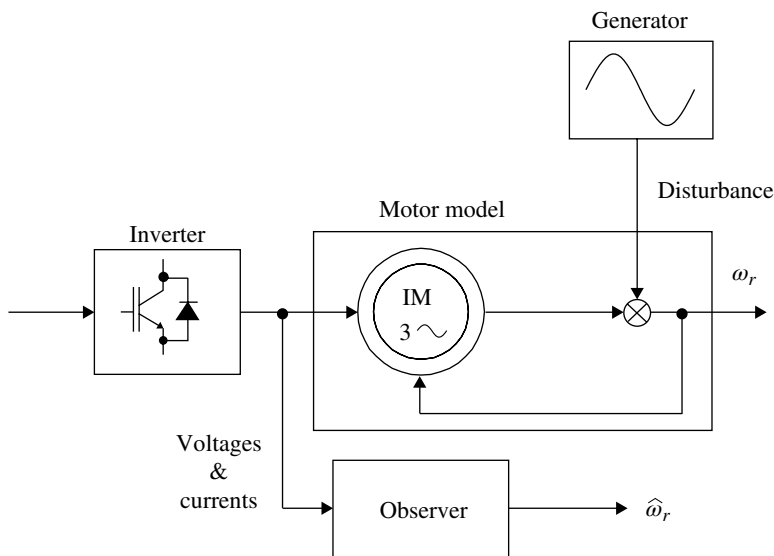 Generator
Disturbance
Motor model
Inverter
ω_r
IM
3
Voltages
&
currents
Observer
ω̂_r